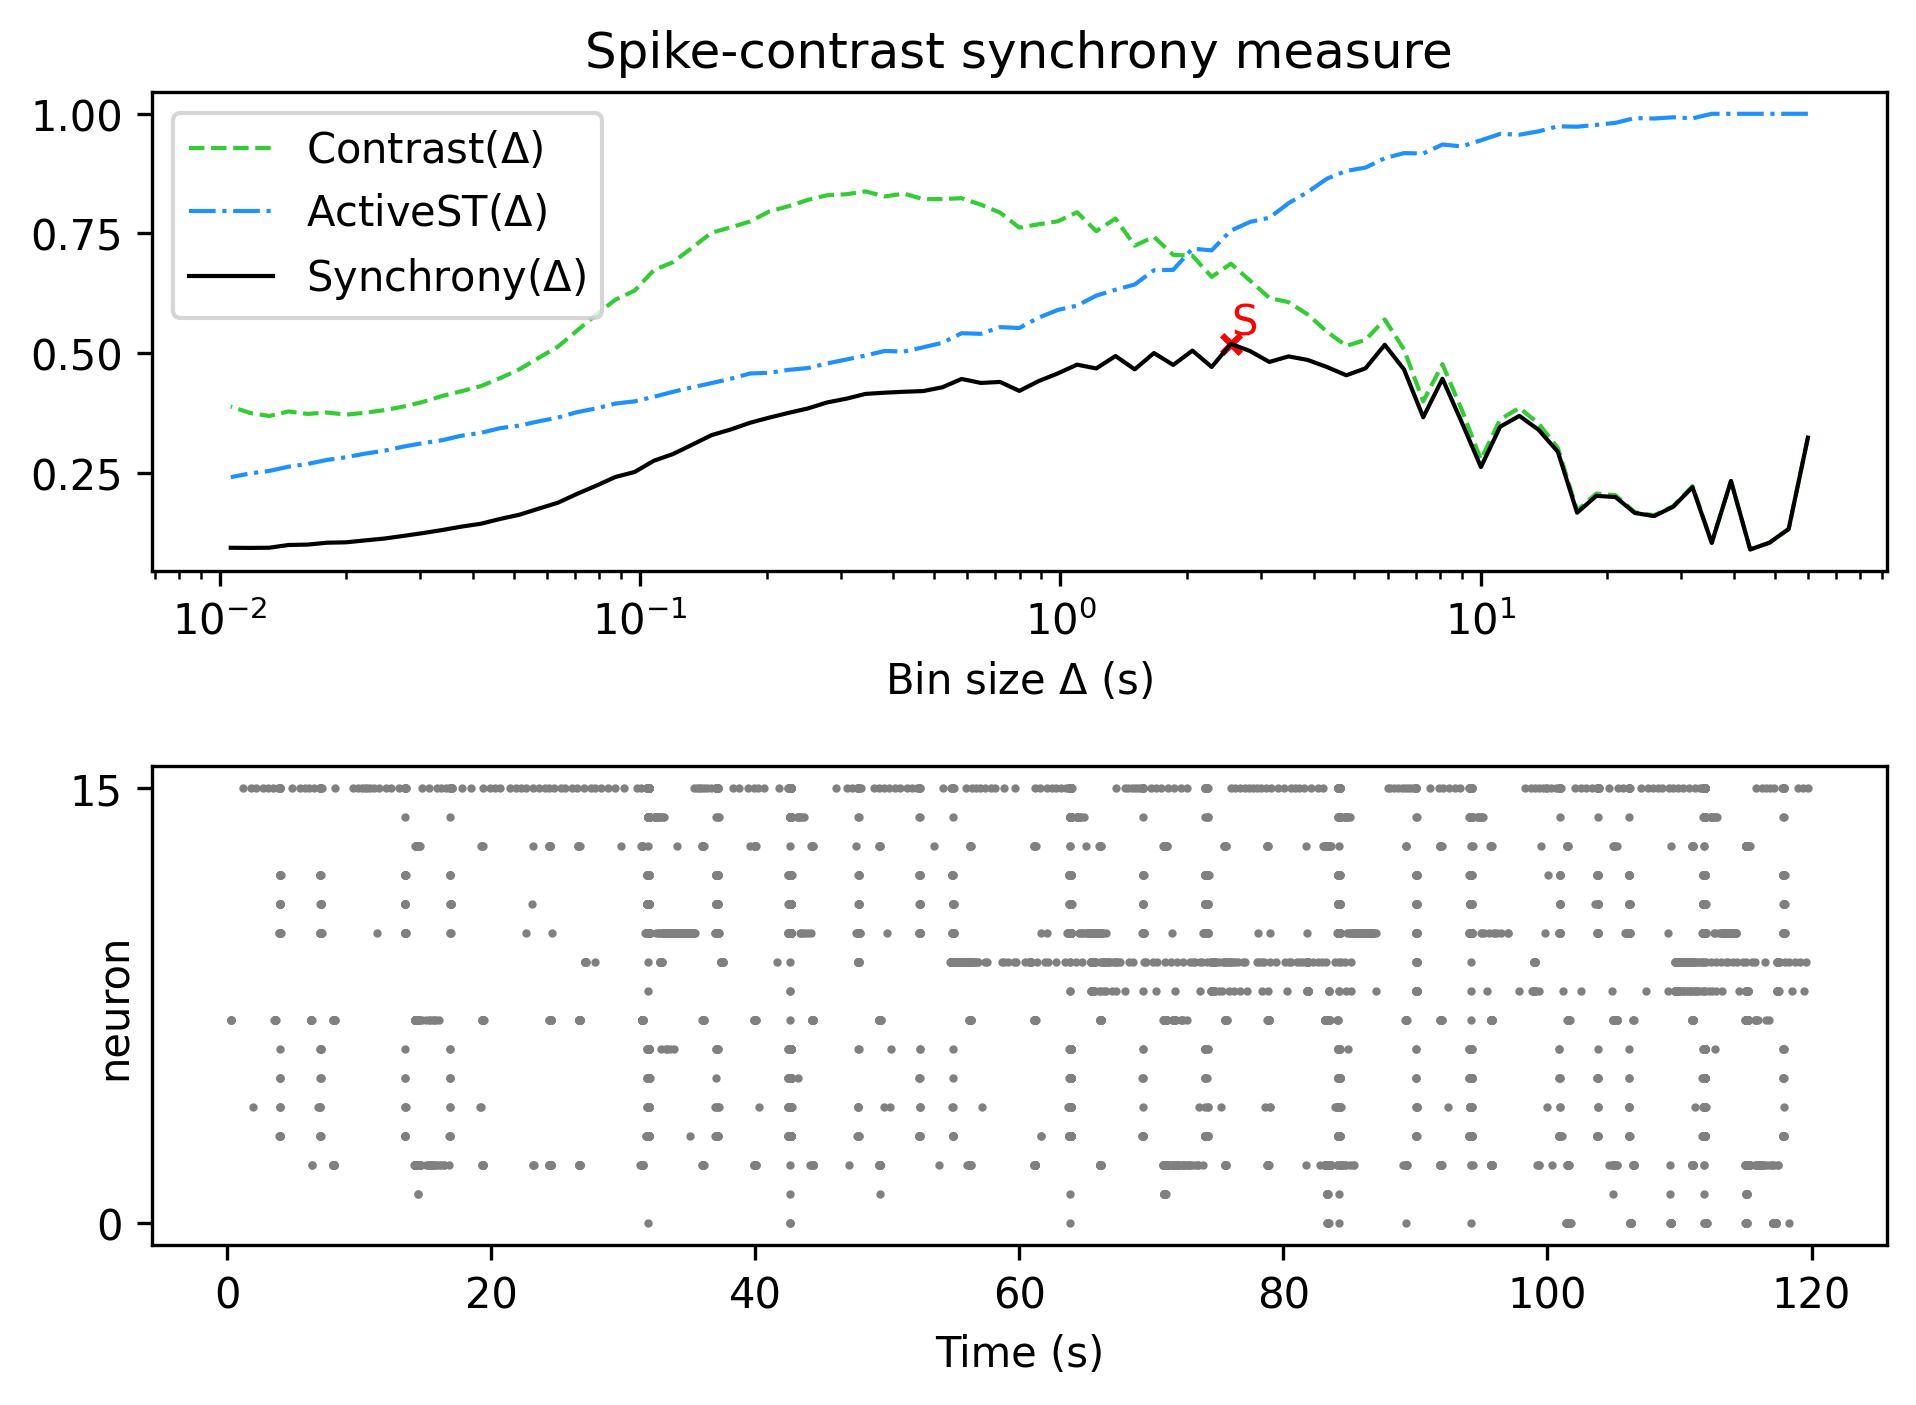 Spike-contrast synchrony measure
1.00
0.75
0.50
0.25
Contrast(Δ)
ActiveST(Δ)
Synchrony(Δ)
S
10⁻² 10⁻¹ 10⁰ 10¹
Bin size Δ (s)
15
0
neuron
0 20 40 60 80 100 120
Time (s)